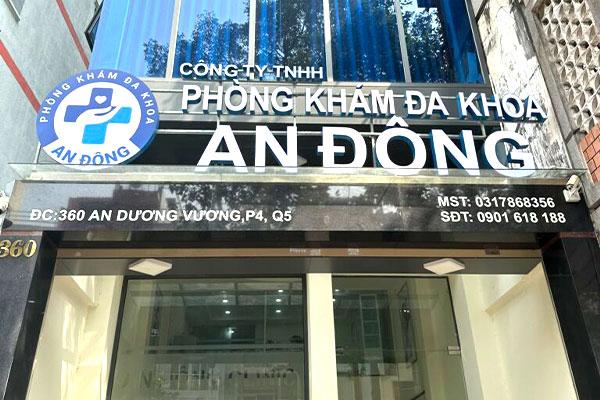 PHÒNG KHÁM ĐA KHOA
AN ĐÔNG
CÔNG TY TNHH
PHÒNG KHÁM ĐA KHOA
AN ĐÔNG
ĐC:360 AN DƯƠNG VƯƠNG,P4, Q5
MST: 0317868356
SĐT: 0901 618 188
360